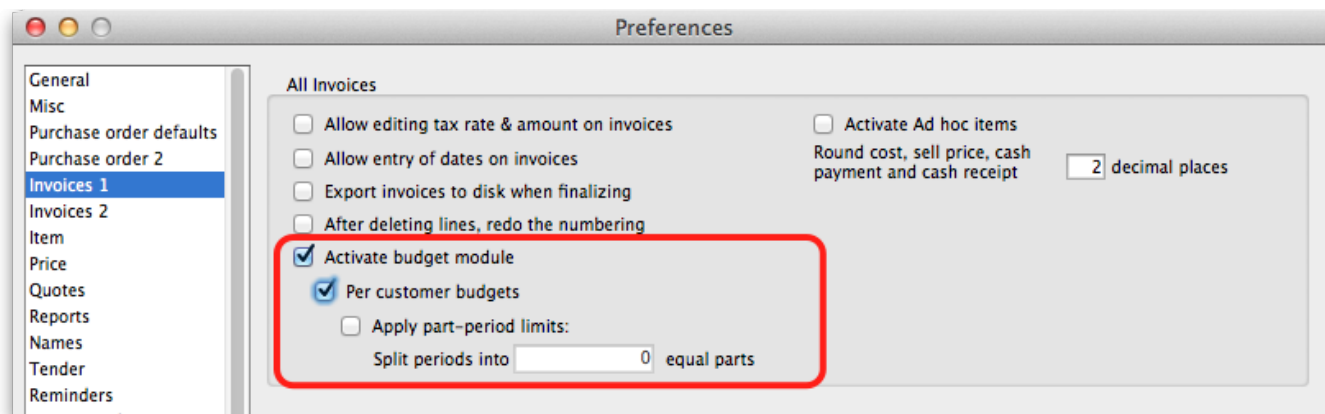 Preferences
General
Misc
Purchase order defaults
Purchase order 2
Invoices 1
Invoices 2
Item
Price
Quotes
Reports
Names
Tender
Reminders
All Invoices
Allow editing tax rate & amount on invoices
Allow entry of dates on invoices
Export invoices to disk when finalizing
After deleting lines, redo the numbering
Activate budget module
Per customer budgets
Apply part-period limits:
Split periods into 0 equal parts
Activate Ad hoc items
Round cost, sell price, cash
payment and cash receipt 2 decimal places